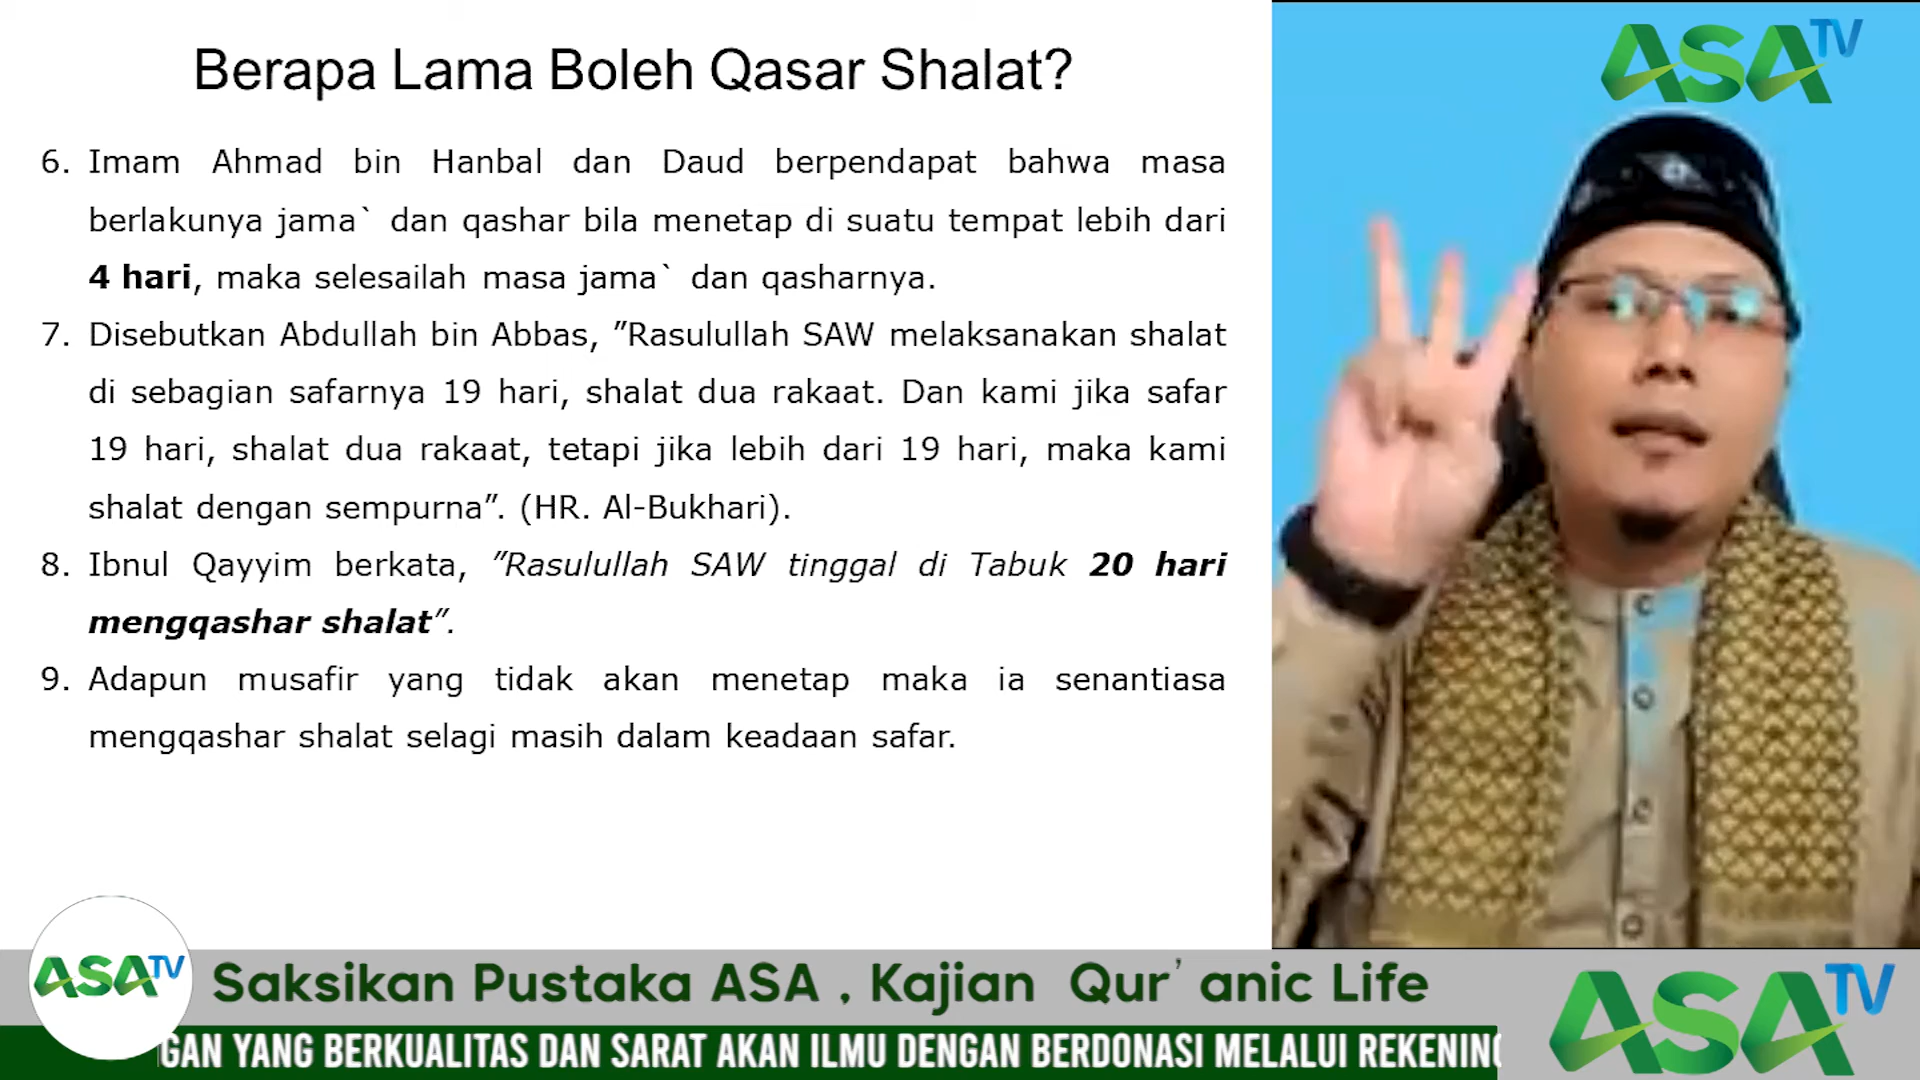 Berapa Lama Boleh Qasar Shalat?
ASA TV
6. Imam Ahmad bin Hanbal dan Daud berpendapat bahwa masa
berlakunya jama` dan qashar bila menetap di suatu tempat lebih dari
4 hari, maka selesailah masa jama` dan qasharnya.
7. Disebutkan Abdullah bin Abbas, ”Rasulullah SAW melaksanakan shalat
di sebagian safarnya 19 hari, shalat dua rakaat. Dan kami jika safar
19 hari, shalat dua rakaat, tetapi jika lebih dari 19 hari, maka kami
shalat dengan sempurna”. (HR. Al-Bukhari).
8. Ibnul Qayyim berkata, ”Rasulullah SAW tinggal di Tabuk 20 hari
mengqashar shalat”.
9. Adapun musafir yang tidak akan menetap maka ia senantiasa
mengqashar shalat selagi masih dalam keadaan safar.
ASA TV
Saksikan Pustaka ASA , Kajian Qur’anic Life
ASA TV
GAN YANG BERKUALITAS DAN SARAT AKAN ILMU DENGAN BERDONASI MELALUI REKENING